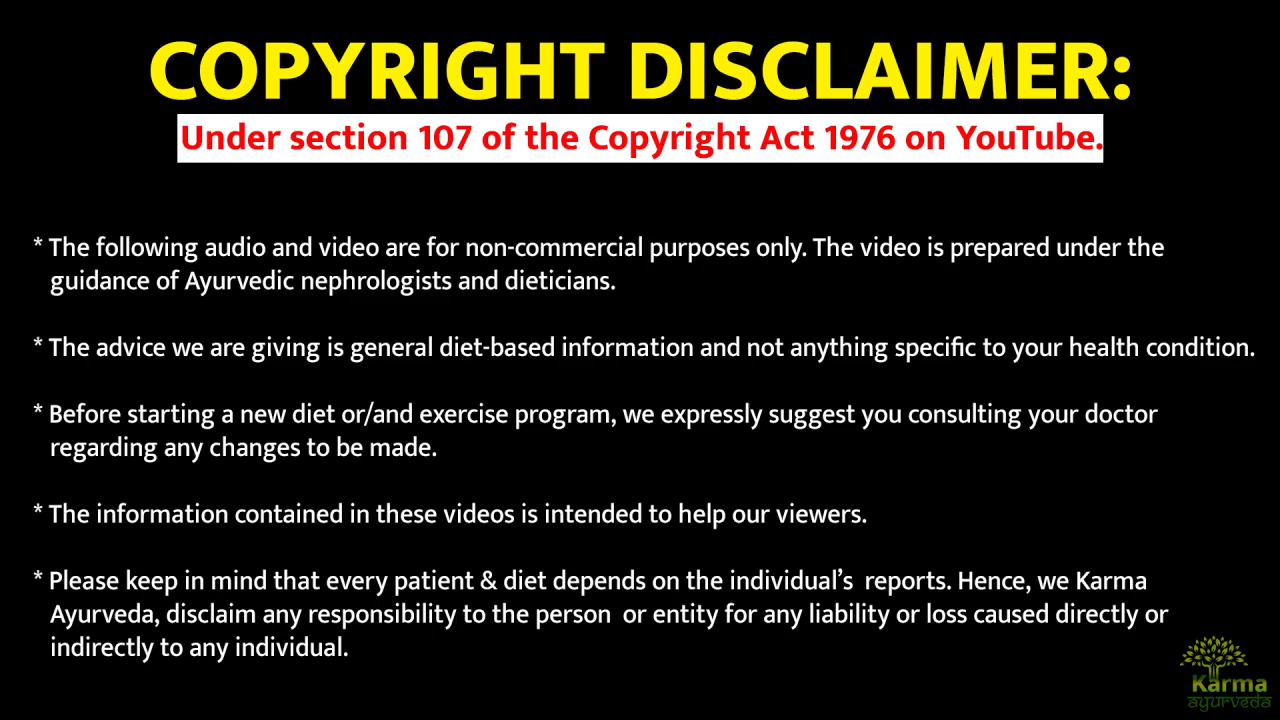 COPYRIGHT DISCLAIMER:
Under section 107 of the Copyright Act 1976 on YouTube.
* The following audio and video are for non-commercial purposes only. The video is prepared under the
guidance of Ayurvedic nephrologists and dieticians.
* The advice we are giving is general diet-based information and not anything specific to your health condition.
* Before starting a new diet or/and exercise program, we expressly suggest you consulting your doctor
regarding any changes to be made.
* The information contained in these videos is intended to help our viewers.
* Please keep in mind that every patient & diet depends on the individual’s  reports. Hence, we Karma
Ayurveda, disclaim any responsibility to the person  or entity for any liability or loss caused directly or
indirectly to any individual.
Karma
ayurveda